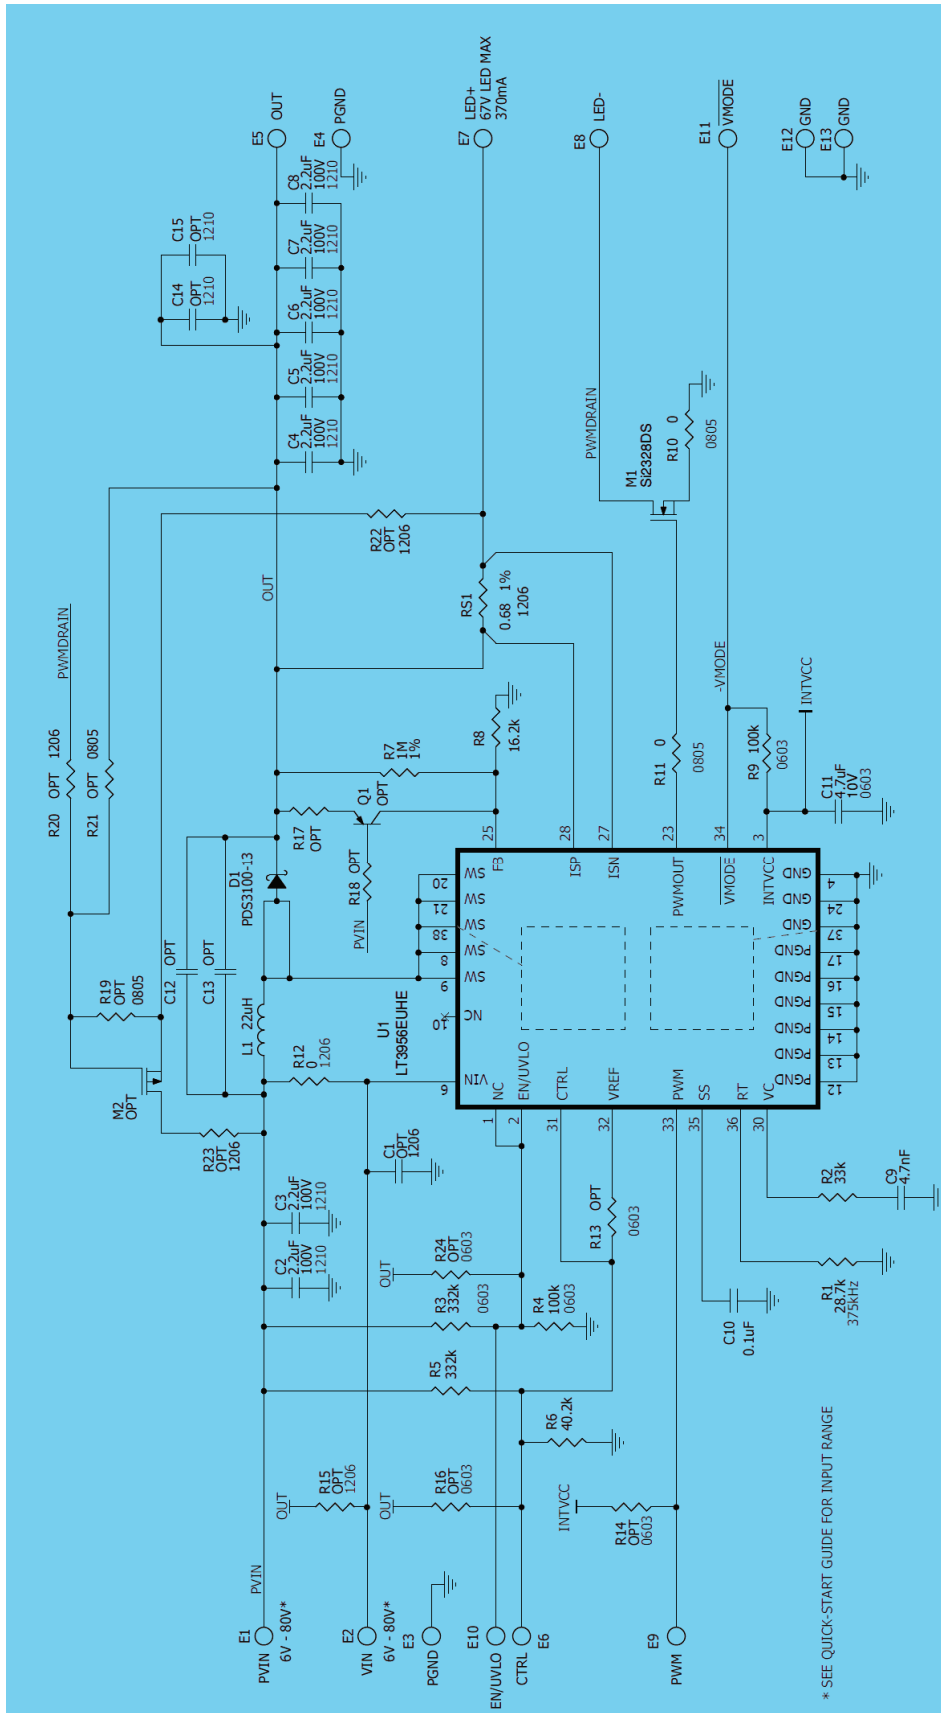 R20 OPT 1206
PWMDRAIN
R21 OPT 0805
R19
OPT
0805
M2
OPT
R23
OPT
1206
C14
OPT
1210
C15
OPT
1210
C12 OPT
C13 OPT
D1
PDS3100-13
L1 22uH
R12
0
1206
PVIN
E1
PVIN
6V - 80V*
C2
2.2uF
100V
1210
C3
2.2uF
100V
1210
OUT
R17
OPT
Q1
OPT
R18 OPT
PVIN
R7
1M
1%
R22
OPT
1206
C4
2.2uF
100V
1210
C5
2.2uF
100V
1210
C6
2.2uF
100V
1210
C7
2.2uF
100V
1210
C8
2.2uF
100V
1210
E5
OUT
E4
PGND
OUT
R15
OPT
1206
E2
VIN
6V - 80V*
C1
OPT
1206
E3
PGND
OUT
R16
OPT
0603
R5
332k
R3
332k
0603
OUT
R24
OPT
0603
E10
EN/UVLO
E6
CTRL
R6
40.2k
R4
100k
0603
R13 OPT
0603
INTVCC
R14
OPT
0603
E9
PWM
C10
0.1uF
R1
28.7k
375kHz
R2
33k
C9
4.7nF
U1
LT3956EUHE
6
VIN
1
NC
2
EN/UVLO
31
CTRL
32
VREF
33
PWM
35
SS
36
RT
30
VC
10
NC
9
SW
8
SW
38
SW
21
SW
20
SW
25
FB
28
ISP
27
ISN
23
PWMOUT
34
VMODE
3
INTVCC
12
PGND
13
PGND
14
PGND
15
PGND
16
PGND
17
PGND
37
GND
24
GND
4
GND
R8
16.2k
RS1
0.68 1%
1206
E7
LED+
67V LED MAX
370mA
R11 0
0805
M1
Si2328DS
R10 0
0805
PWMDRAIN
E8
LED-
-VMODE
E11
VMODE
R9 100k
0603
INTVCC
C11
4.7uF
10V
0603
E12
GND
E13
GND
* SEE QUICK-START GUIDE FOR INPUT RANGE